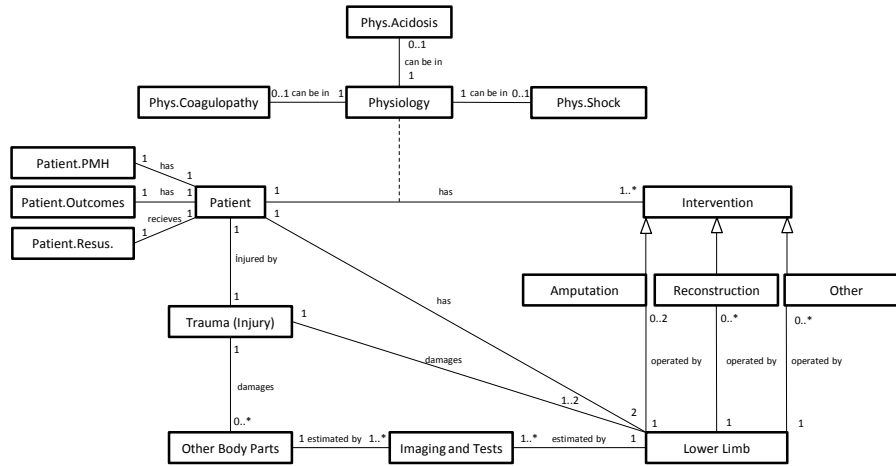 Phys.Acidosis
0..1
can be in
1
Phys.Coagulopathy
0..1 can be in 1
Physiology
1 can be in 0..1
Phys.Shock
Patient.PMH
1
has
1
Patient.Outcomes
1 has 1
Patient.Resus.
1
recieves
1
Patient
1
has
1..*
Intervention
1
1
Injured by
1
has
Amputation
Reconstruction
Other
Trauma (Injury)
1
1
damages
0..2
0..*
0..*
damages
operated by
operated by
operated by
0..*
1..2
2
1
1
1
Other Body Parts
1 estimated by 1..*
Imaging and Tests
1..* estimated by 1
Lower Limb